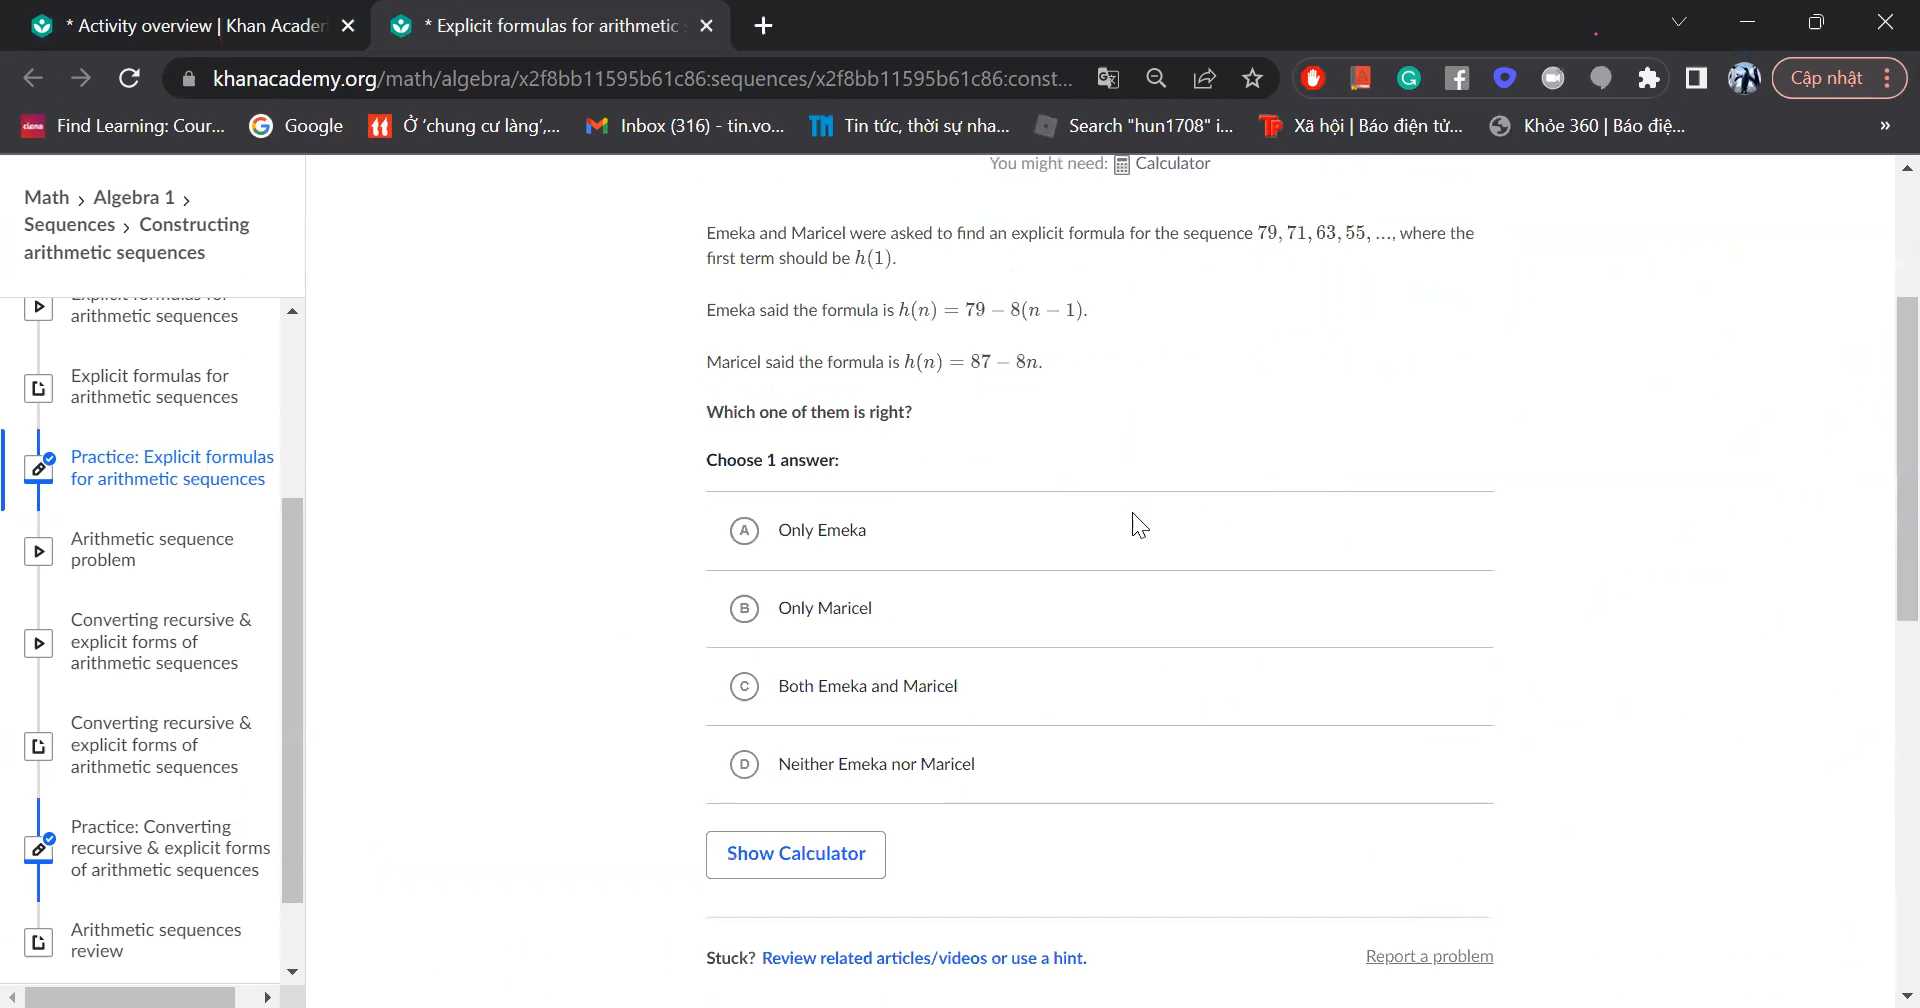 * Activity overview | Khan Acader
* Explicit formulas for arithmetic
khanacademy.org/math/algebra/x2f8bb11595b61c86:sequences/x2f8bb11595b61c86:const...
Cập nhật
Find Learning: Cour...
Google
Ở 'chung cư làng',...
Inbox (316) - tin.vo...
Tin tức, thời sự nha...
Search "hun1708" i...
Xã hội | Báo điện tử...
Khỏe 360 | Báo điệ...
»
Math > Algebra 1 >
Sequences > Constructing
arithmetic sequences
Explicit formulas for
arithmetic sequences
Explicit formulas for
arithmetic sequences
Practice: Explicit formulas
for arithmetic sequences
Arithmetic sequence
problem
Converting recursive &
explicit forms of
arithmetic sequences
Converting recursive &
explicit forms of
arithmetic sequences
Practice: Converting
recursive & explicit forms
of arithmetic sequences
Arithmetic sequences
review
You might need: Calculator
Emeka and Maricel were asked to find an explicit formula for the sequence 79, 71, 63, 55, ..., where the
first term should be h(1).
Emeka said the formula is h(n) = 79 − 8(n − 1).
Maricel said the formula is h(n) = 87 − 8n.
Which one of them is right?
Choose 1 answer:
A Only Emeka
B Only Maricel
C Both Emeka and Maricel
D Neither Emeka nor Maricel
Show Calculator
Stuck? Review related articles/videos or use a hint.
Report a problem